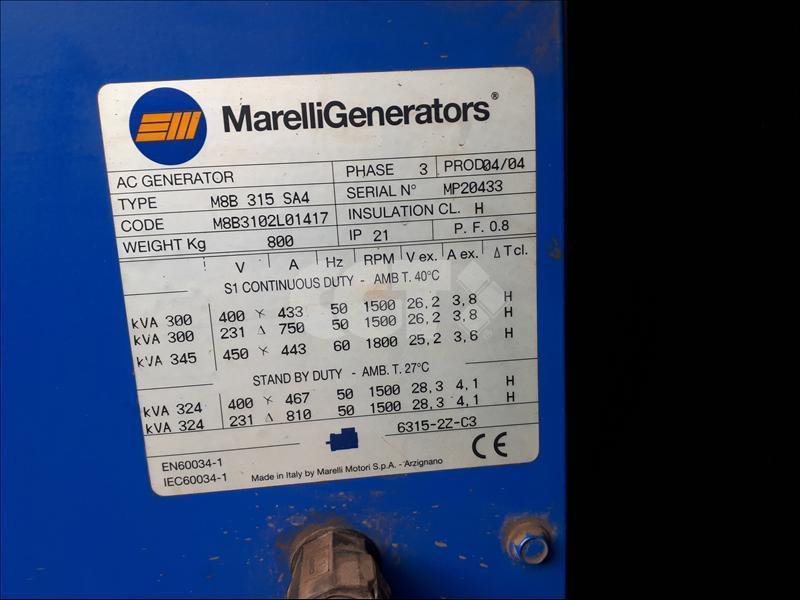 MarelliGenerators®
AC GENERATOR PHASE 3 PROD 04/04
TYPE M8B 315 SA4 SERIAL N° MP20433
CODE M8B3102L01417 INSULATION CL. H
WEIGHT Kg 800 IP 21 P. F. 0.8
V A Hz RPM V ex. A ex. Δ T cl.
S1 CONTINUOUS DUTY - AMB T. 40°C
kVA 300 400 Y 433 50 1500 26,2 3,8 H
kVA 300 231 Δ 750 50 1500 26,2 3,8 H
kVA 345 450 Y 443 60 1800 25,2 3,6 H
STAND BY DUTY - AMB. T. 27°C
kVA 324 400 Y 467 50 1500 28,3 4,1 H
kVA 324 231 Δ 810 50 1500 28,3 4,1 H
6315-2Z-C3
EN60034-1
IEC60034-1
Made in Italy by Marelli Motori S.p.A. - Arzignano
CE